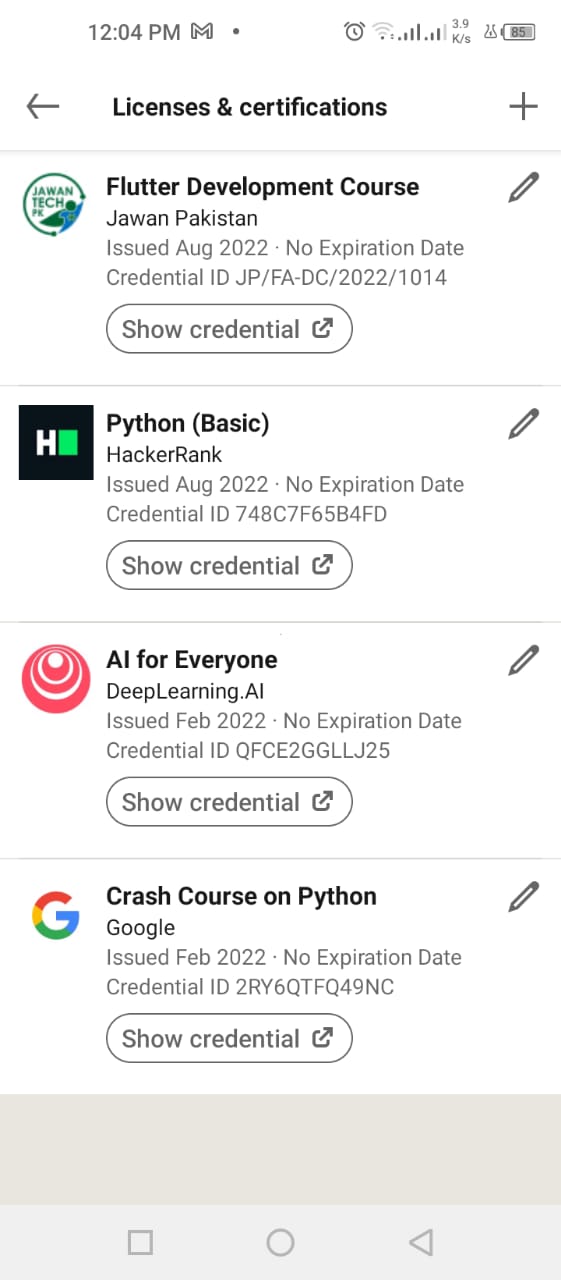 12:04 PM
3.9
K/s
85
Licenses & certifications
JAWAN
TECH
PK
Flutter Development Course
Jawan Pakistan
Issued Aug 2022 · No Expiration Date
Credential ID JP/FA-DC/2022/1014
Show credential
H
Python (Basic)
HackerRank
Issued Aug 2022 · No Expiration Date
Credential ID 748C7F65B4FD
Show credential
AI for Everyone
DeepLearning.AI
Issued Feb 2022 · No Expiration Date
Credential ID QFCE2GGLLJ25
Show credential
G
Crash Course on Python
Google
Issued Feb 2022 · No Expiration Date
Credential ID 2RY6QTFQ49NC
Show credential